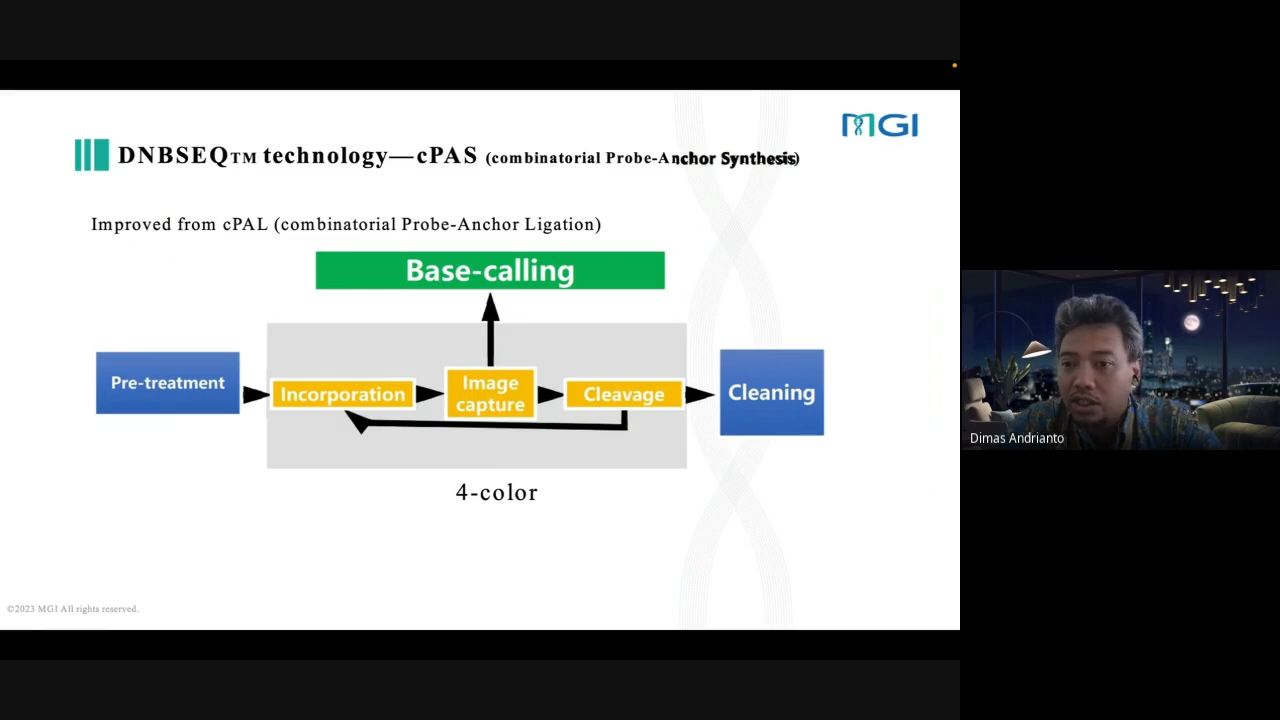 MGI
DNBSEQTM technology—cPAS (combinatorial Probe-Anchor Synthesis)
Improved from cPAL (combinatorial Probe-Anchor Ligation)
Base-calling
Pre-treatment
Incorporation
Image
capture
Cleavage
Cleaning
4-color
Dimas Andrianto
©2023 MGI All rights reserved.